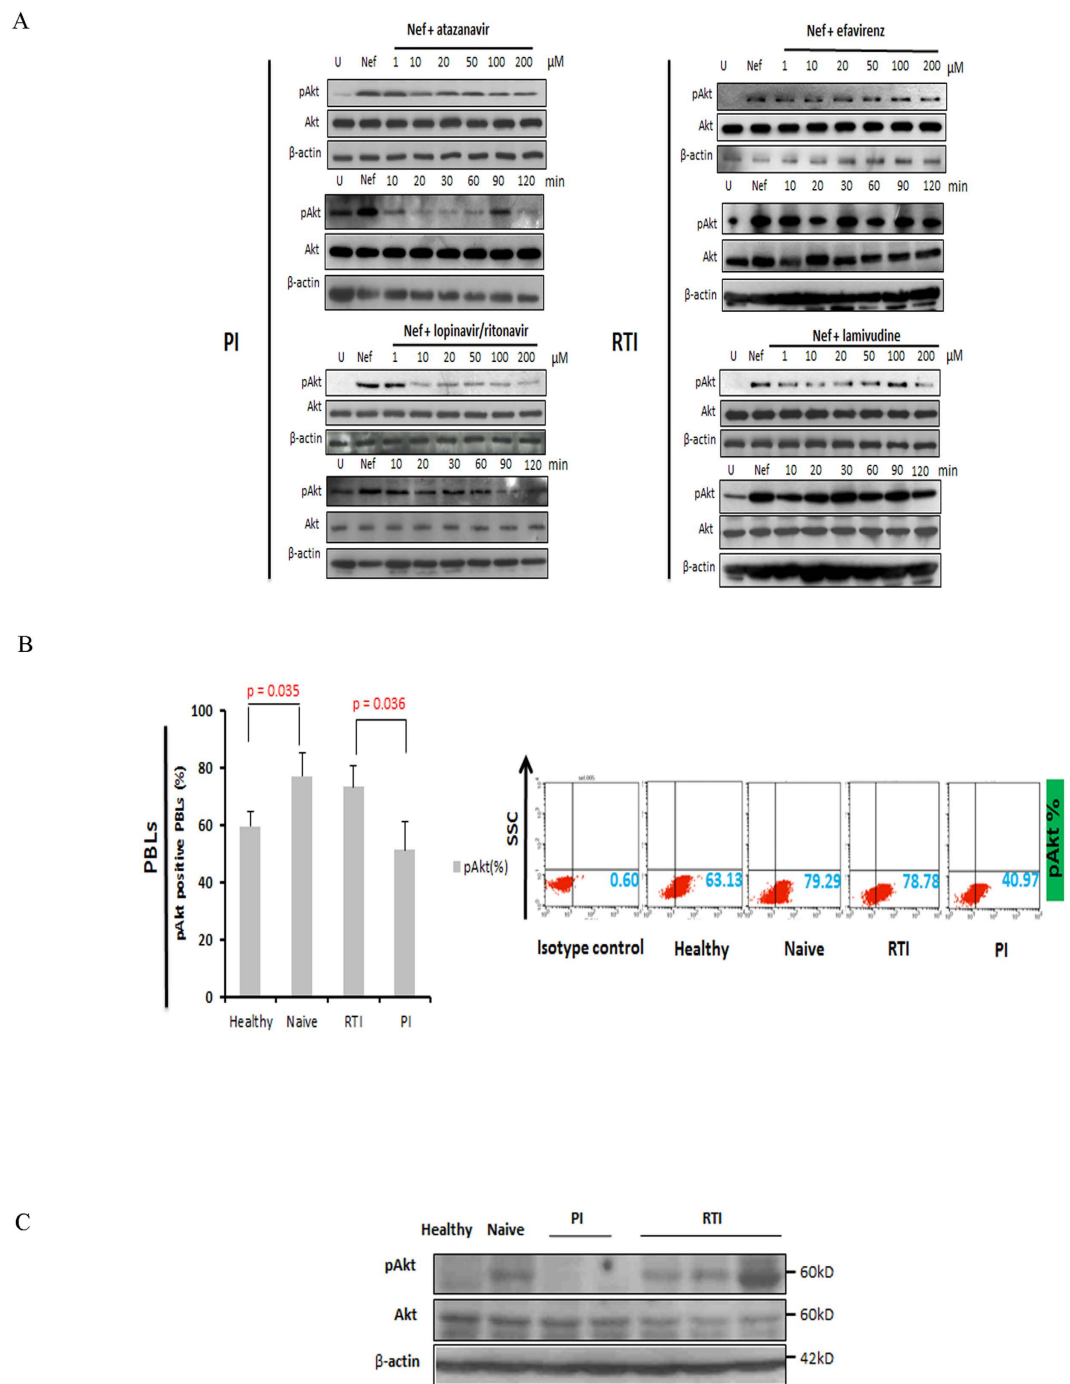 A
Nef + atazanavir
U Nef 1 10 20 50 100 200 μM
pAkt
Akt
β-actin
U Nef 10 20 30 60 90 120 min
pAkt
Akt
β-actin
PI
Nef + lopinavir/ritonavir
U Nef 1 10 20 50 100 200 μM
pAkt
Akt
β-actin
U Nef 10 20 30 60 90 120 min
pAkt
Akt
β-actin
Nef + efavirenz
U Nef 1 10 20 50 100 200 μM
pAkt
Akt
β-actin
U Nef 10 20 30 60 90 120 min
pAkt
Akt
β-actin
RTI
Nef + lamivudine
U Nef 1 10 20 50 100 200 μM
pAkt
Akt
β-actin
U Nef 10 20 30 60 90 120 min
pAkt
Akt
β-actin
B
PBLs
pAkt positive PBLs (%)
p = 0.035
p = 0.036
100
80
60
40
20
0
Healthy Naive RTI PI
pAkt(%)
SSC
0.60 63.13 79.29 78.78 40.97
Isotype control Healthy Naive RTI PI
pAkt %
C
Healthy Naive PI RTI
pAkt 60kD
Akt 60kD
β-actin 42kD